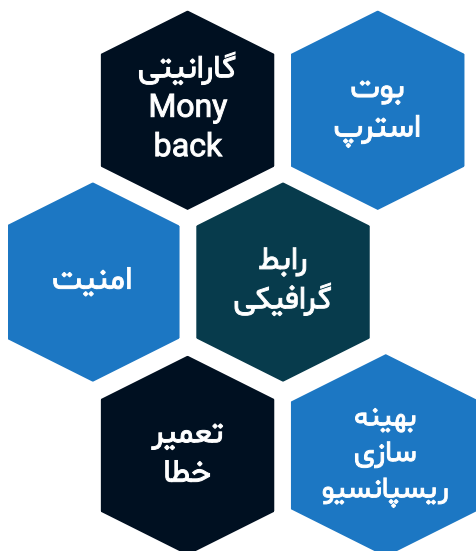 بوت
استرپ
گارانیتی
Mony
back
رابط
گرافیکی
امنیت
بهینه
سازی
ریسپانسیو
تعمیر
خطا